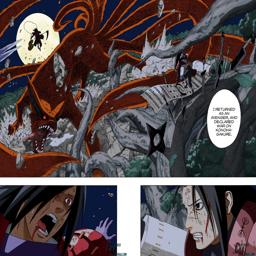 I RETURNED
AS AN
AVENGER, AND
DECLARED
WAR ON
KONOHA-
GAKURE.